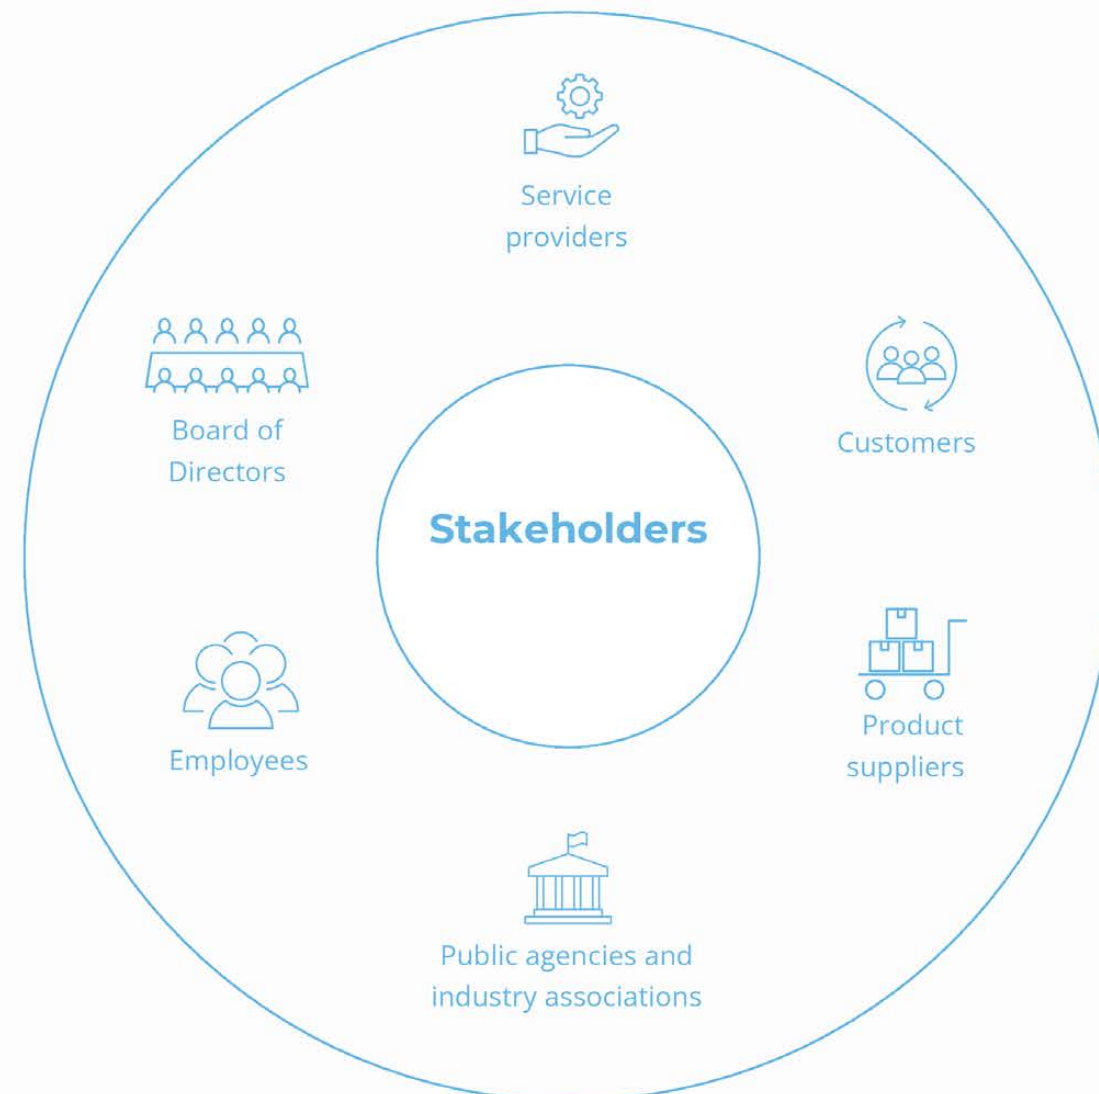 Service
providers
Board of
Directors
Customers
Stakeholders
Employees
Product
suppliers
Public agencies and
industry associations